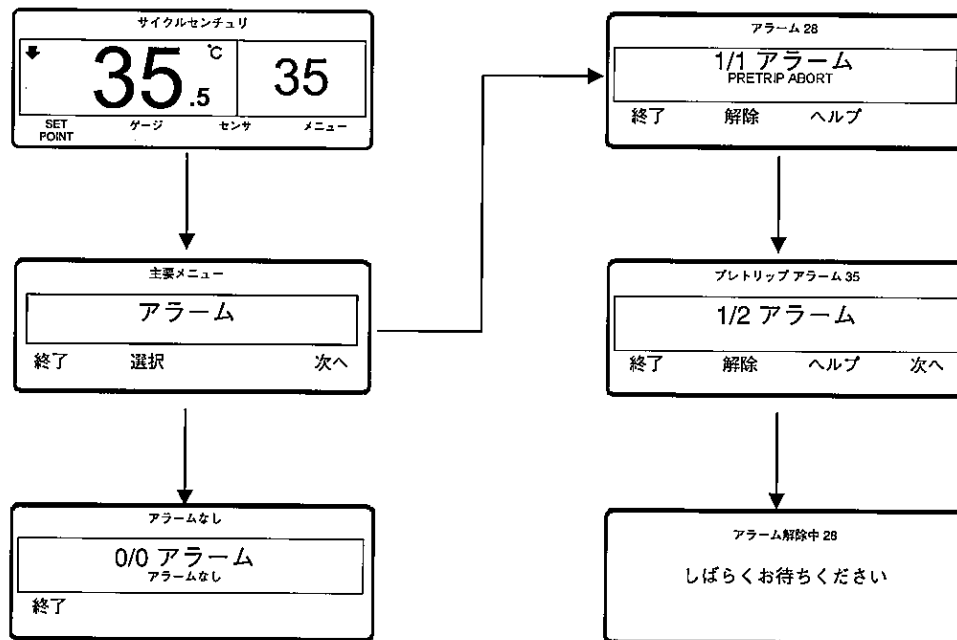 サイクルセンチュリ
35.5
℃
35
SET POINT
ゲージ
センサ
メニュー
主要メニュー
アラーム
終了
選択
次へ
アラームなし
0/0 アラーム
アラームなし
終了
アラーム 28
1/1 アラーム
PRETRIP ABORT
終了
解除
ヘルプ
プレトリップ アラーム 35
1/2 アラーム
終了
解除
ヘルプ
次へ
アラーム解除中 28
しばらくお待ちください